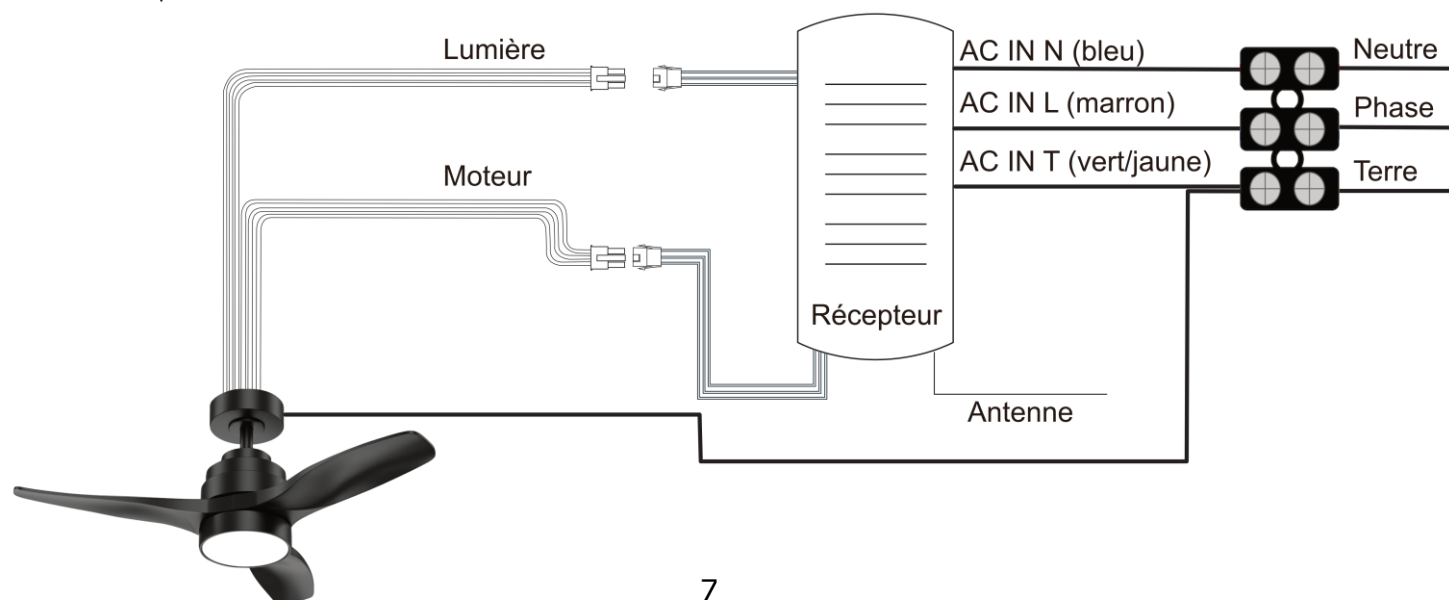 Lumière
AC IN N (bleu)
Neutre
AC IN L (marron)
Phase
AC IN T (vert/jaune)
Terre
Moteur
Récepteur
Antenne
7